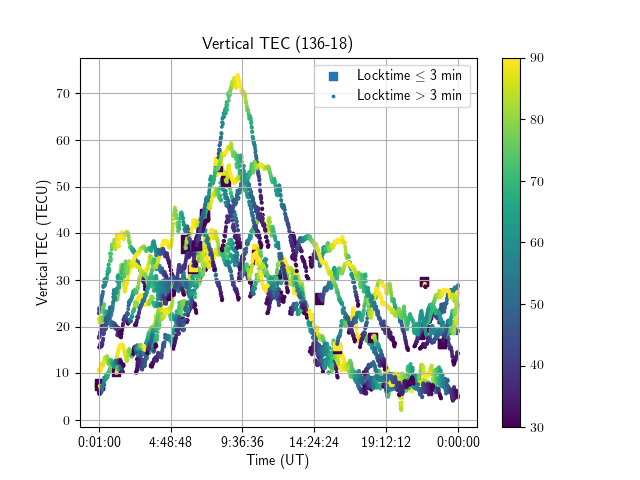 Vertical TEC (136-18)
Locktime ≤ 3 min
Locktime > 3 min
Vertical TEC (TECU)
70
60
50
40
30
20
10
0
0:01:00 4:48:48 9:36:36 14:24:24 19:12:12 0:00:00
Time (UT)
90
80
70
60
50
40
30